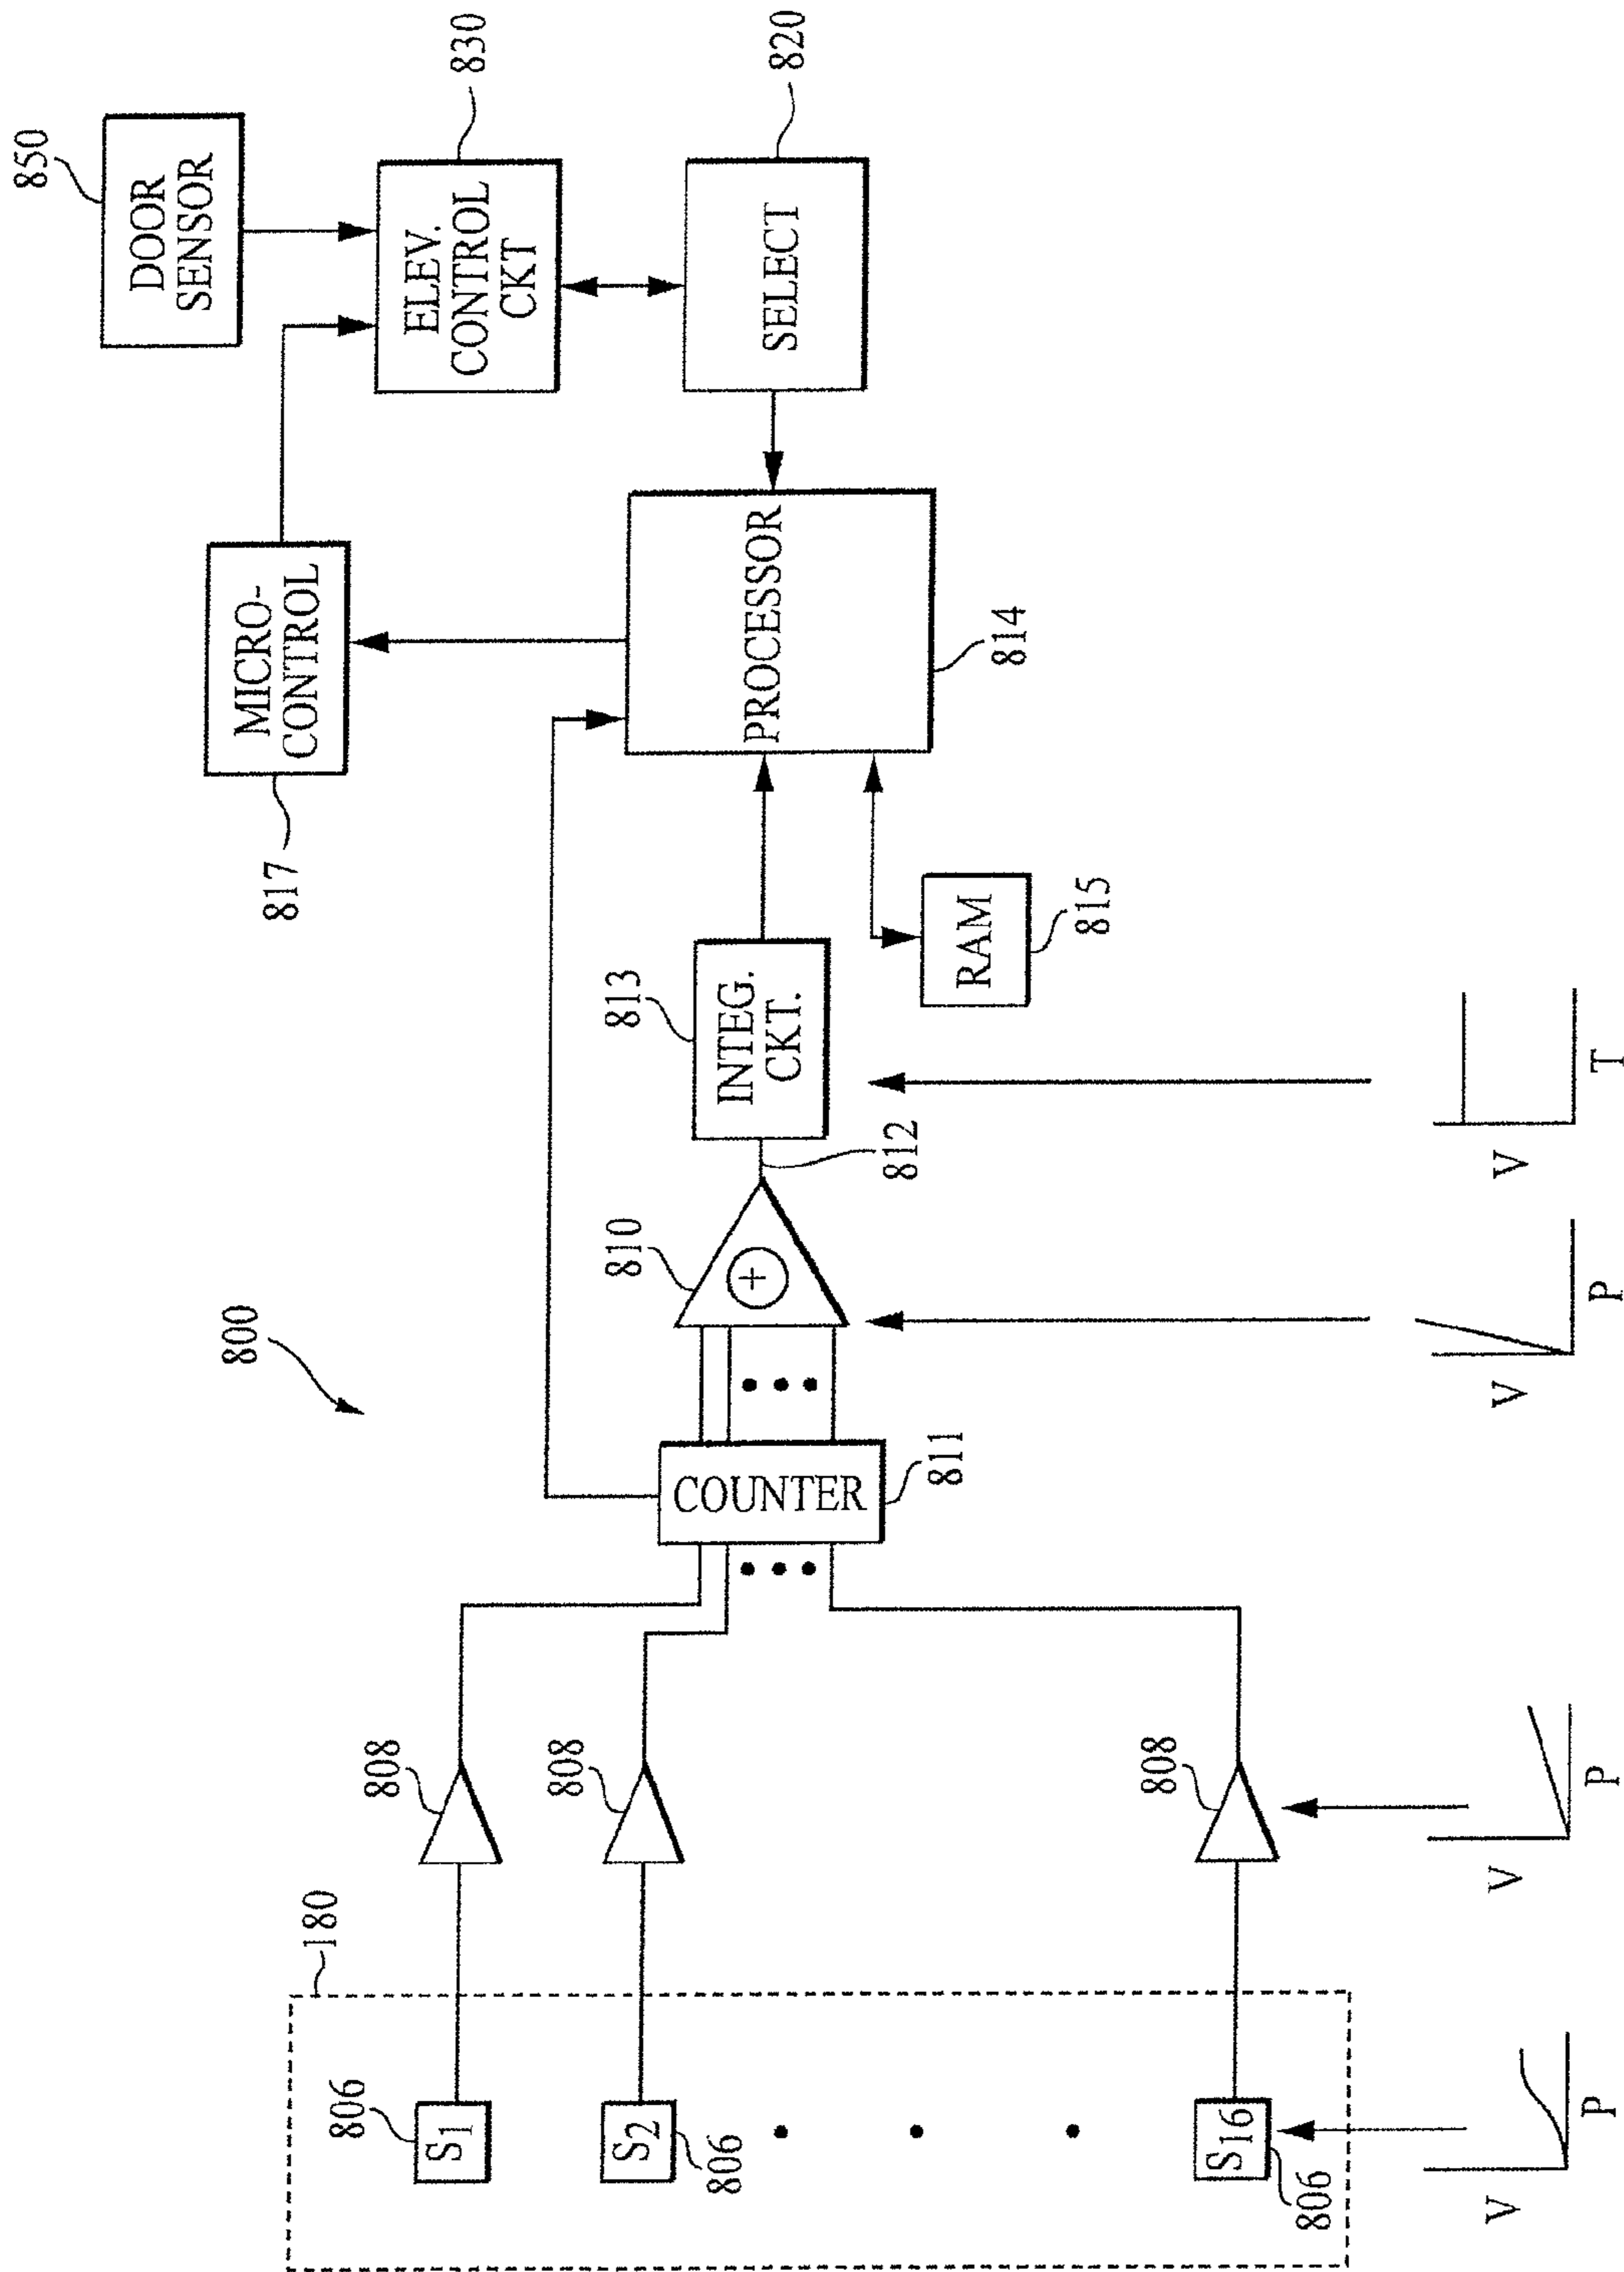 850
DOOR
SENSOR
830
ELEV.
CONTROL
CKT
820
SELECT
817
MICRO-
CONTROL
PROCESSOR
814
813
INTEG.
CKT.
RAM
815
812
810
800
COUNTER
811
808
808
808
180
806
S1
S2
806
S16
806
V
P
V
P
V
P
V
T